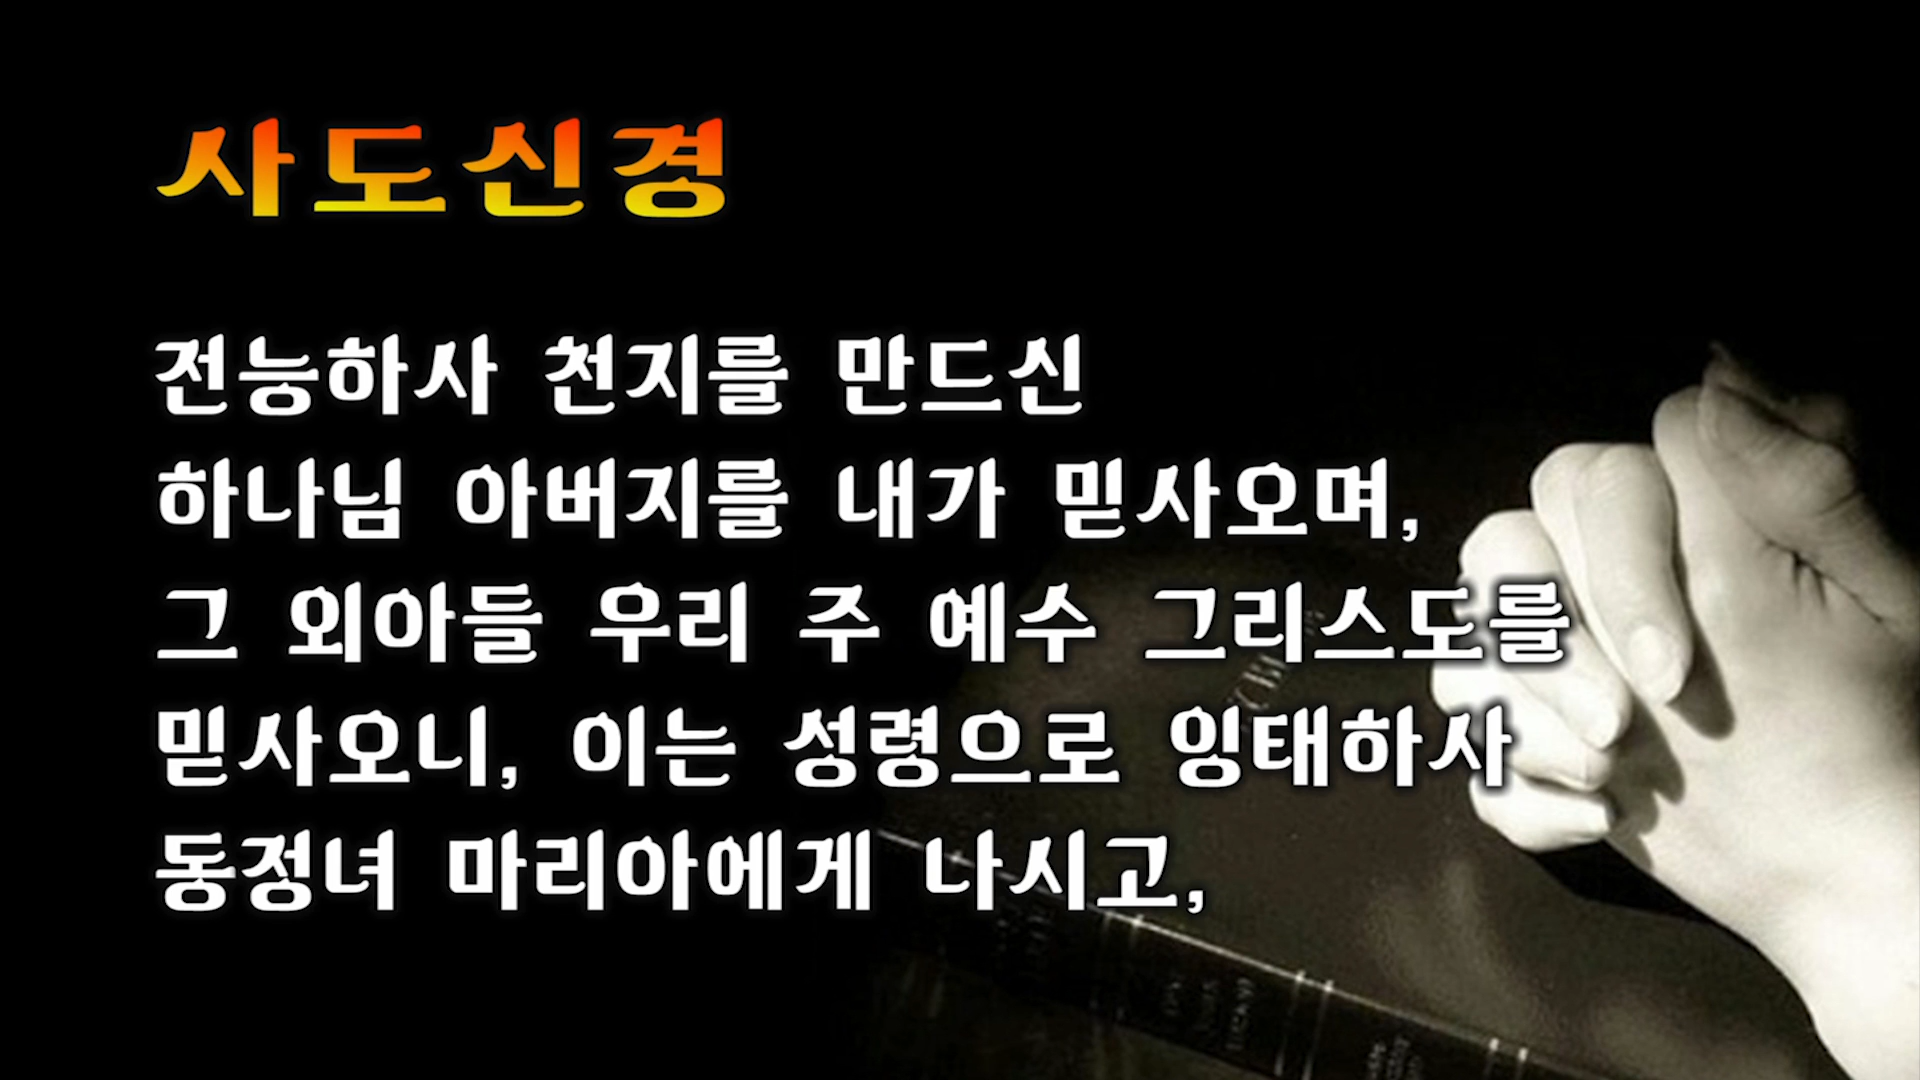 사도신경
전능하사 천지를 만드신
하나님 아버지를 내가 믿사오며,
그 외아들 우리 주 예수 그리스도를
믿사오니, 이는 성령으로 잉태하사
동정녀 마리아에게 나시고,